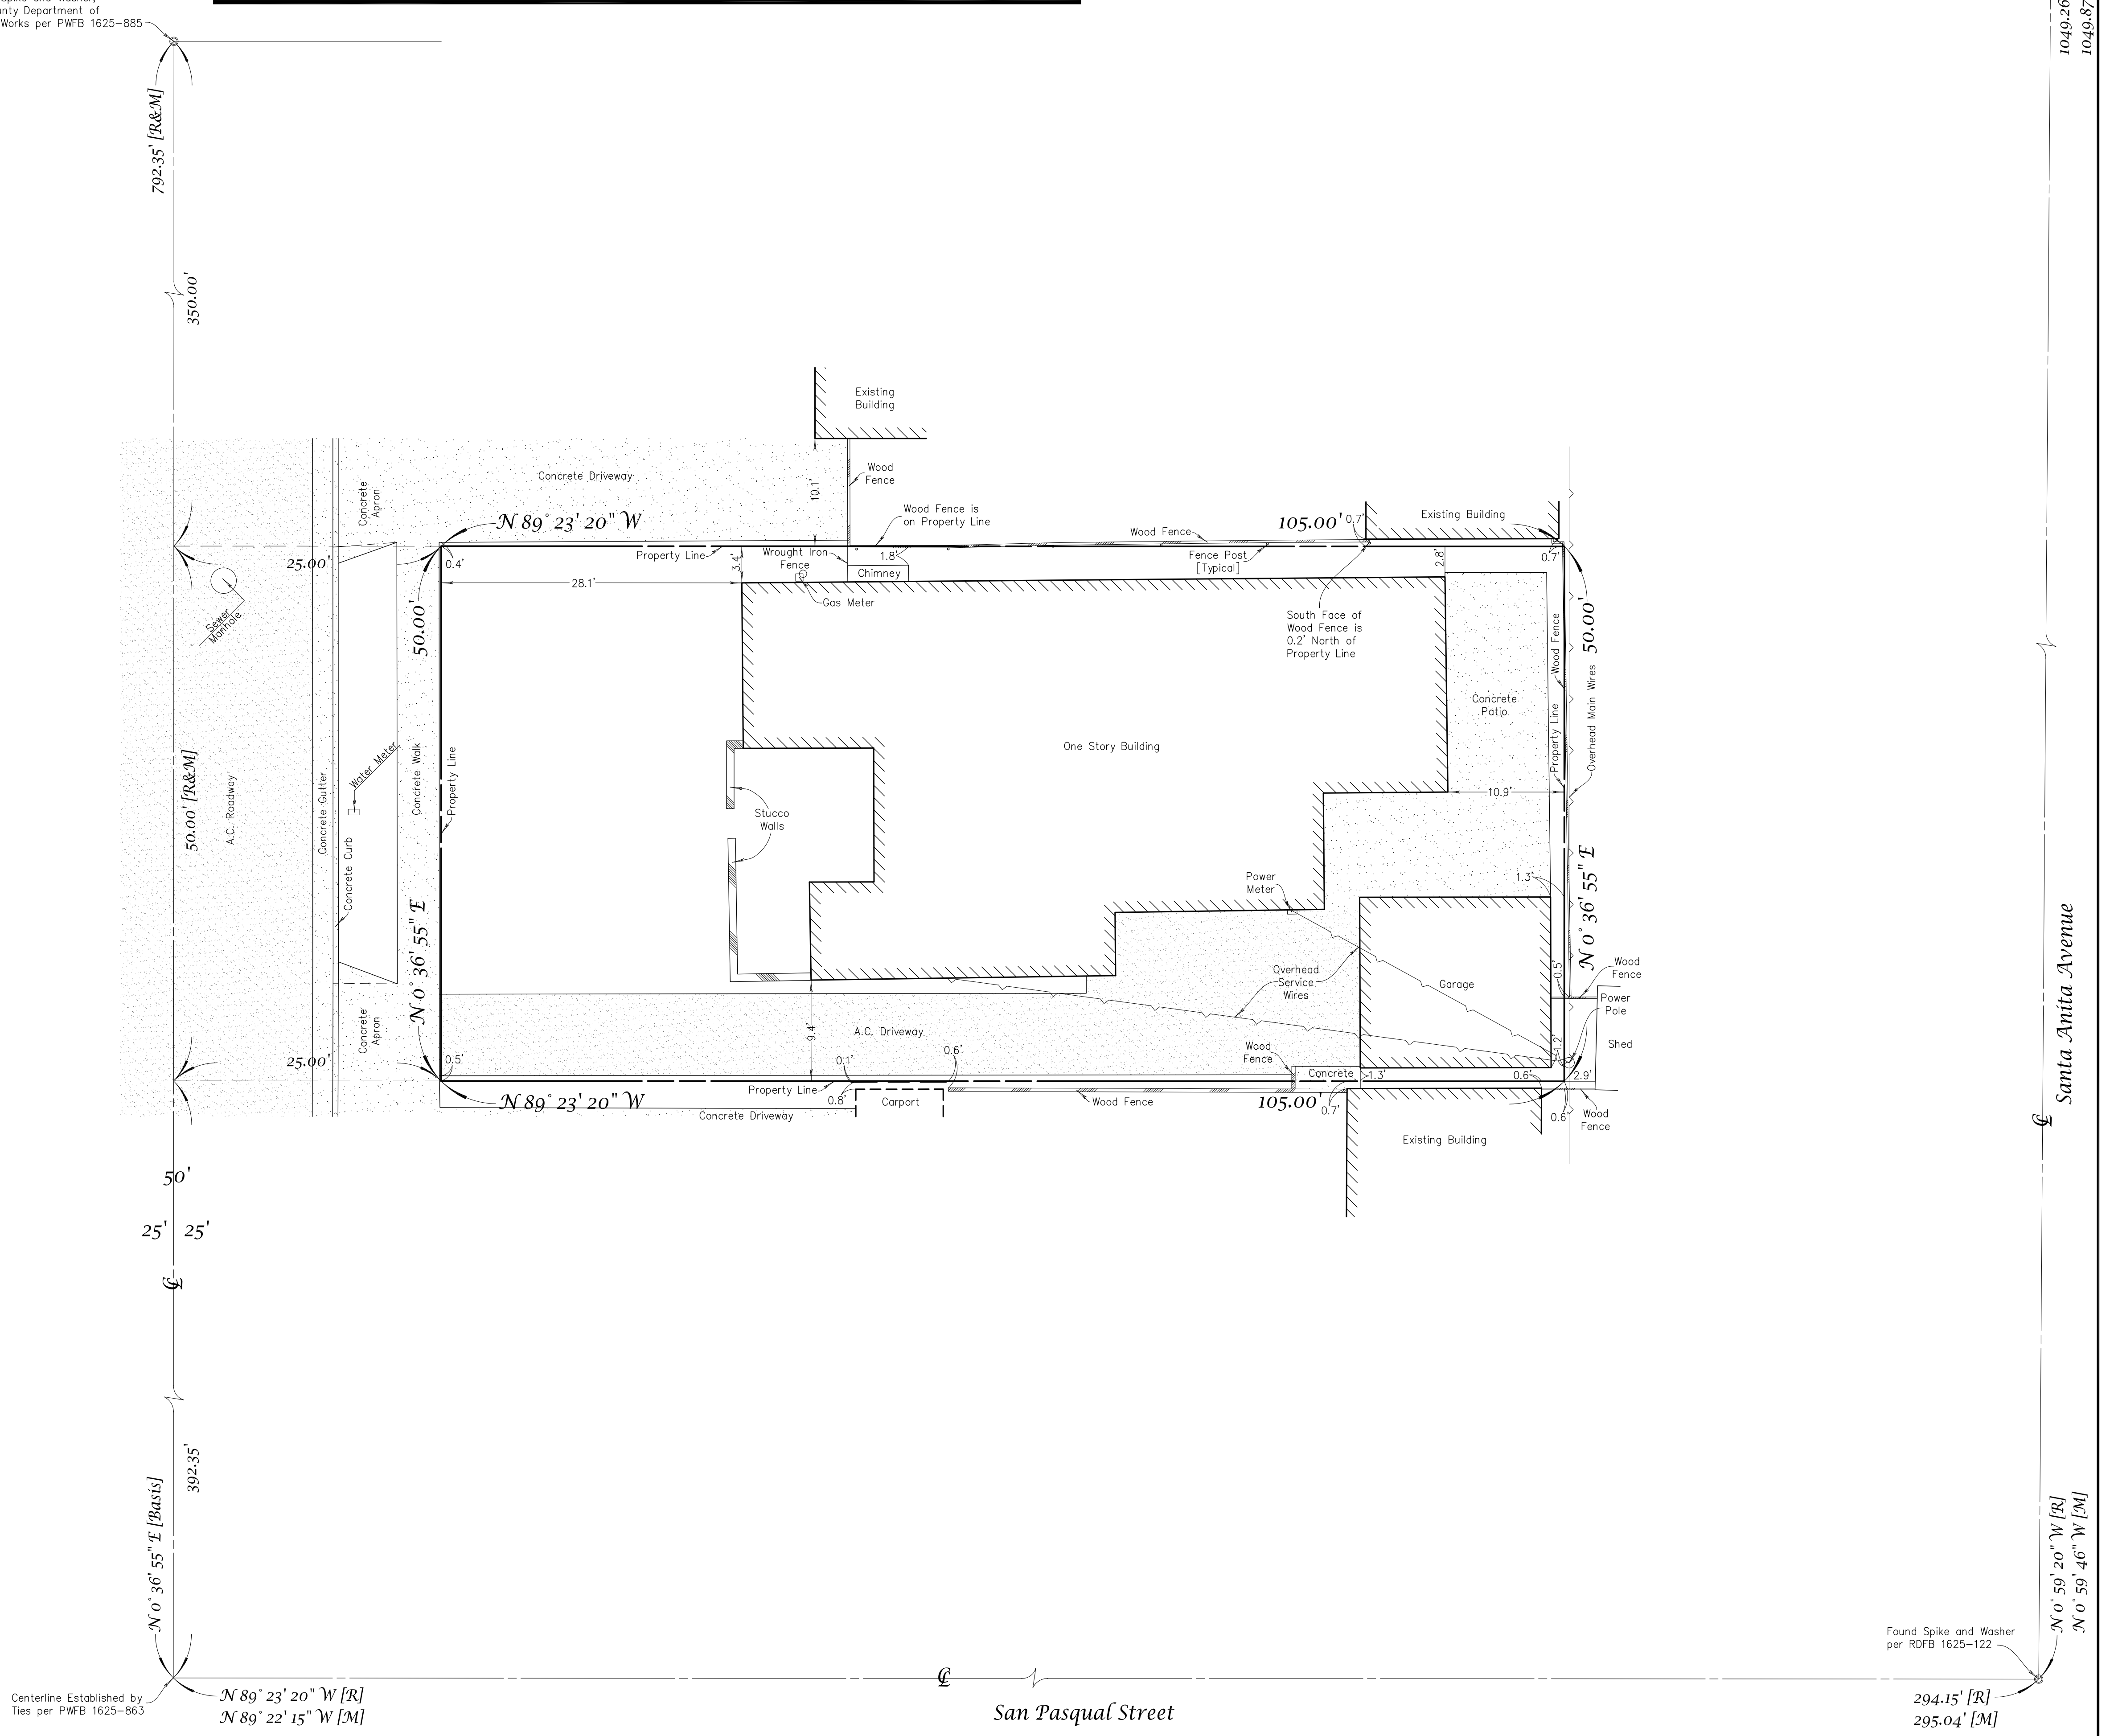 unty Department of
Works per PWFB 1625-885
1049.26
1049.87
792.35' [R&M]
350.00'
Existing
Building
Concrete Driveway
Concrete
Apron
10.1'
Wood
Fence
Wood Fence is
on Property Line
Wood Fence
105.00'
0.7'
Existing Building
N 89° 23' 20" W
25.00'
0.4'
Property Line
3.4'
Wrought Iron
Fence
1.8'
Chimney
Fence Post
[Typical]
2.8'
0.7'
28.1'
Gas Meter
South Face of
Wood Fence is
0.2' North of
Property Line
50.00'
50.00'
Sewer
Manhole
Wood Fence
Overhead Main Wires
Concrete
Patio
Property Line
One Story Building
50.00' [R&M]
A.C. Roadway
Concrete Gutter
Water Meter
Concrete Curb
Concrete Walk
Property Line
Stucco
Walls
10.9'
Power
Meter
1.3'
N 0° 36' 55" E
N 0° 36' 55" E
Santa Anita Avenue
Overhead
Service
Wires
Garage
0.5'
Wood
Fence
Power
Pole
Shed
Concrete
Apron
A.C. Driveway
9.4'
1.2'
25.00'
0.5'
0.1'
0.6'
Wood
Fence
Concrete
1.3'
0.6'
2.9'
Property Line
0.8'
Carport
Wood Fence
105.00'
0.7'
0.6'
Wood
Fence
N 89° 23' 20" W
Concrete Driveway
Existing Building
℄
50'
25' 25'
℄
392.35'
N 0° 36' 55" E [Basis]
N 0° 59' 20" W [R]
N 0° 59' 46" W [M]
Found Spike and Washer
per RDFB 1625-122
℄
Centerline Established by
Ties per PWFB 1625-863
N 89° 23' 20" W [R]
N 89° 22' 15" W [M]
San Pasqual Street
294.15' [R]
295.04' [M]